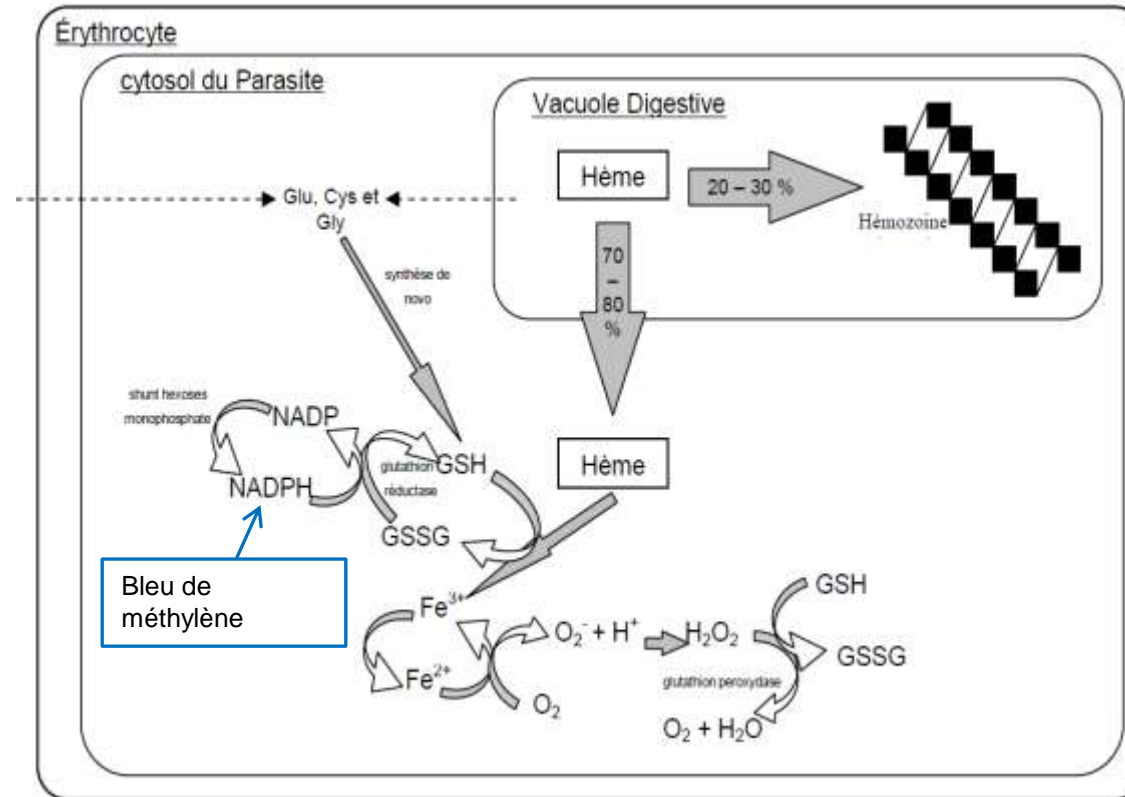 Érythrocyte
cytosol du Parasite
Vacuole Digestive
Hème
20 – 30 %
Hémozoïne
70
–
80
%
Glu, Cys et
Gly
synthèse de
novo
shunt hexoses
monophosphate
NADP
NADPH
glutathion
réductase
GSH
GSSG
Hème
Bleu de
méthylène
Fe³⁺
Fe²⁺
O₂⁻ + H⁺
H₂O₂
O₂
GSH
GSSG
glutathion peroxydase
O₂ + H₂O